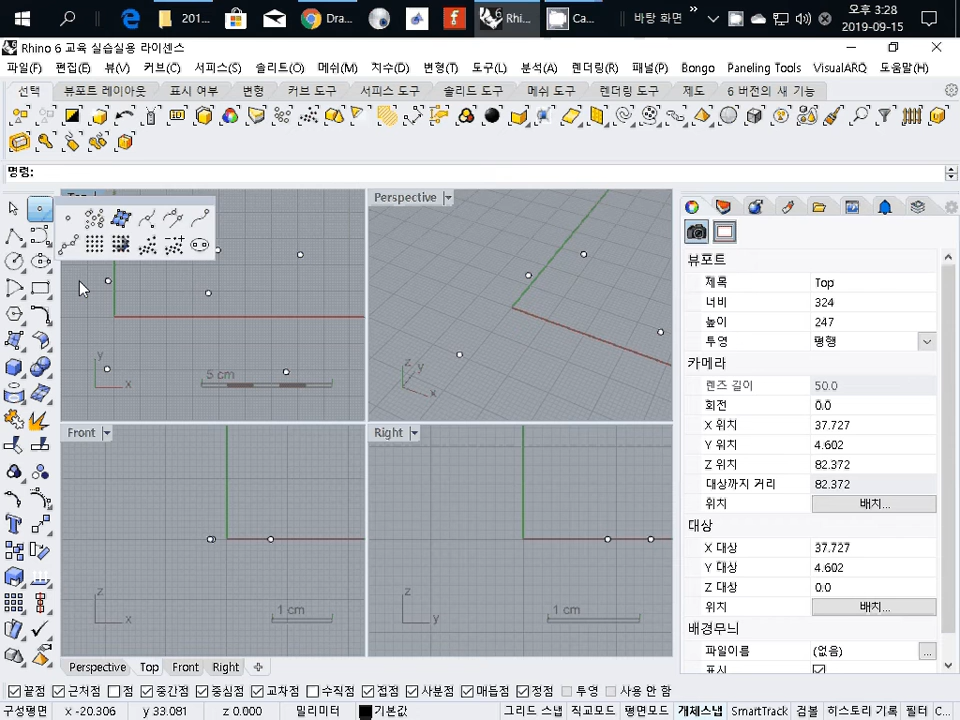 201...
Dra...
Rhi...
Ca...
바탕 화면
오후 3:28
2019-09-15
Rhino 6 교육 실습실용 라이센스
파일(F) 편집(E) 뷰(V) 커브(C) 서피스(S) 솔리드(O) 메쉬(M) 치수(D) 변형(T) 도구(L) 분석(A) 렌더링(R) 패널(P) Bongo Paneling Tools VisualARQ 도움말(H)
선택 뷰포트 레이아웃 표시 여부 변형 커브 도구 서피스 도구 솔리드 도구 메쉬 도구 렌더링 도구 제도 6 버전의 새 기능
명령:
Perspective
뷰포트
제목 Top
너비 324
높이 247
투영 평행
카메라
렌즈 길이 50.0
회전 0.0
X 위치 37.727
Y 위치 4.602
Z 위치 82.372
대상까지 거리 82.372
위치 배치...
대상
X 대상 37.727
Y 대상 4.602
Z 대상 0.0
위치 배치...
배경무늬
파일이름 (없음) ...
표시
y
x
5 cm
z
y
x
Front
Right
z
x
1 cm
z
y
1 cm
Perspective Top Front Right
끝점 근처점 점 중간점 중심점 교차점 수직점 접점 사분점 매듭점 정점 투영 사용 안 함
구성평면 x -20.306 y 33.081 z 0.000 밀리미터 기본값 그리드 스냅 직교모드 평면모드 개체스냅 SmartTrack 검볼 히스토리 기록 필터 C...